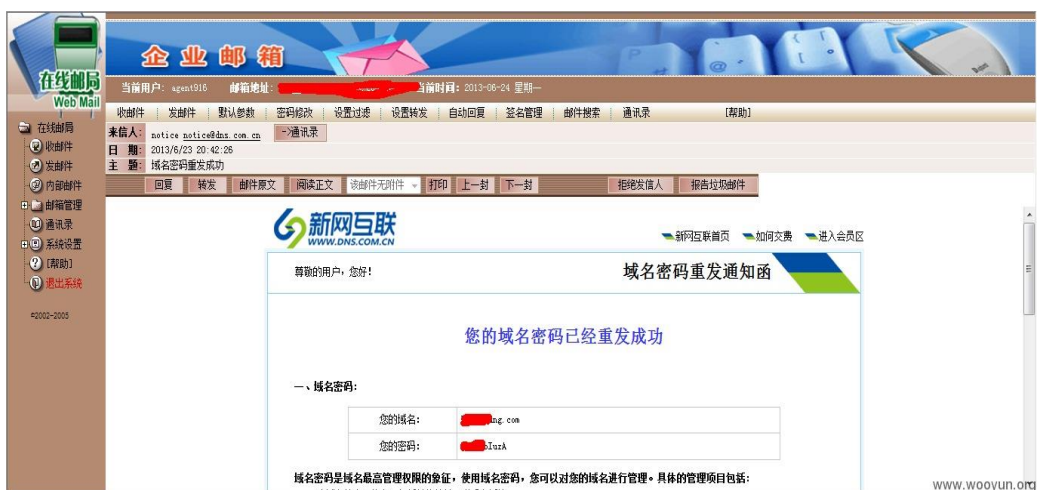 企业邮箱
在线邮局
Web Mail
当前用户: agent916 邮箱地址: 当前时间: 2013-06-24 星期一
收邮件 发邮件 默认参数 密码修改 设置过滤 设置转发 自动回复 签名管理 邮件搜索 通讯录 [帮助]
来信人: notice notice@dns.com.cn ->通讯录
日 期: 2013/6/23 20:42:26
主 题: 域名密码重发成功
回复 转发 邮件原文 阅读正文 该邮件无附件 打印 上一封 下一封 拒绝发信人 报告垃圾邮件
在线邮局
收邮件
发邮件
内部邮件
邮箱管理
通讯录
系统设置
[帮助]
退出系统
©2002-2005
新网互联
WWW.DNS.COM.CN
新网互联首页 如何交费 进入会员区
尊敬的用户,您好!
域名密码重发通知函
您的域名密码已经重发成功
一、域名密码:
您的域名: ng.com
您的密码: IurA
域名密码是域名最高管理权限的象征,使用域名密码,您可以对您的域名进行管理。具体的管理项目包括:
www.wooyun.org